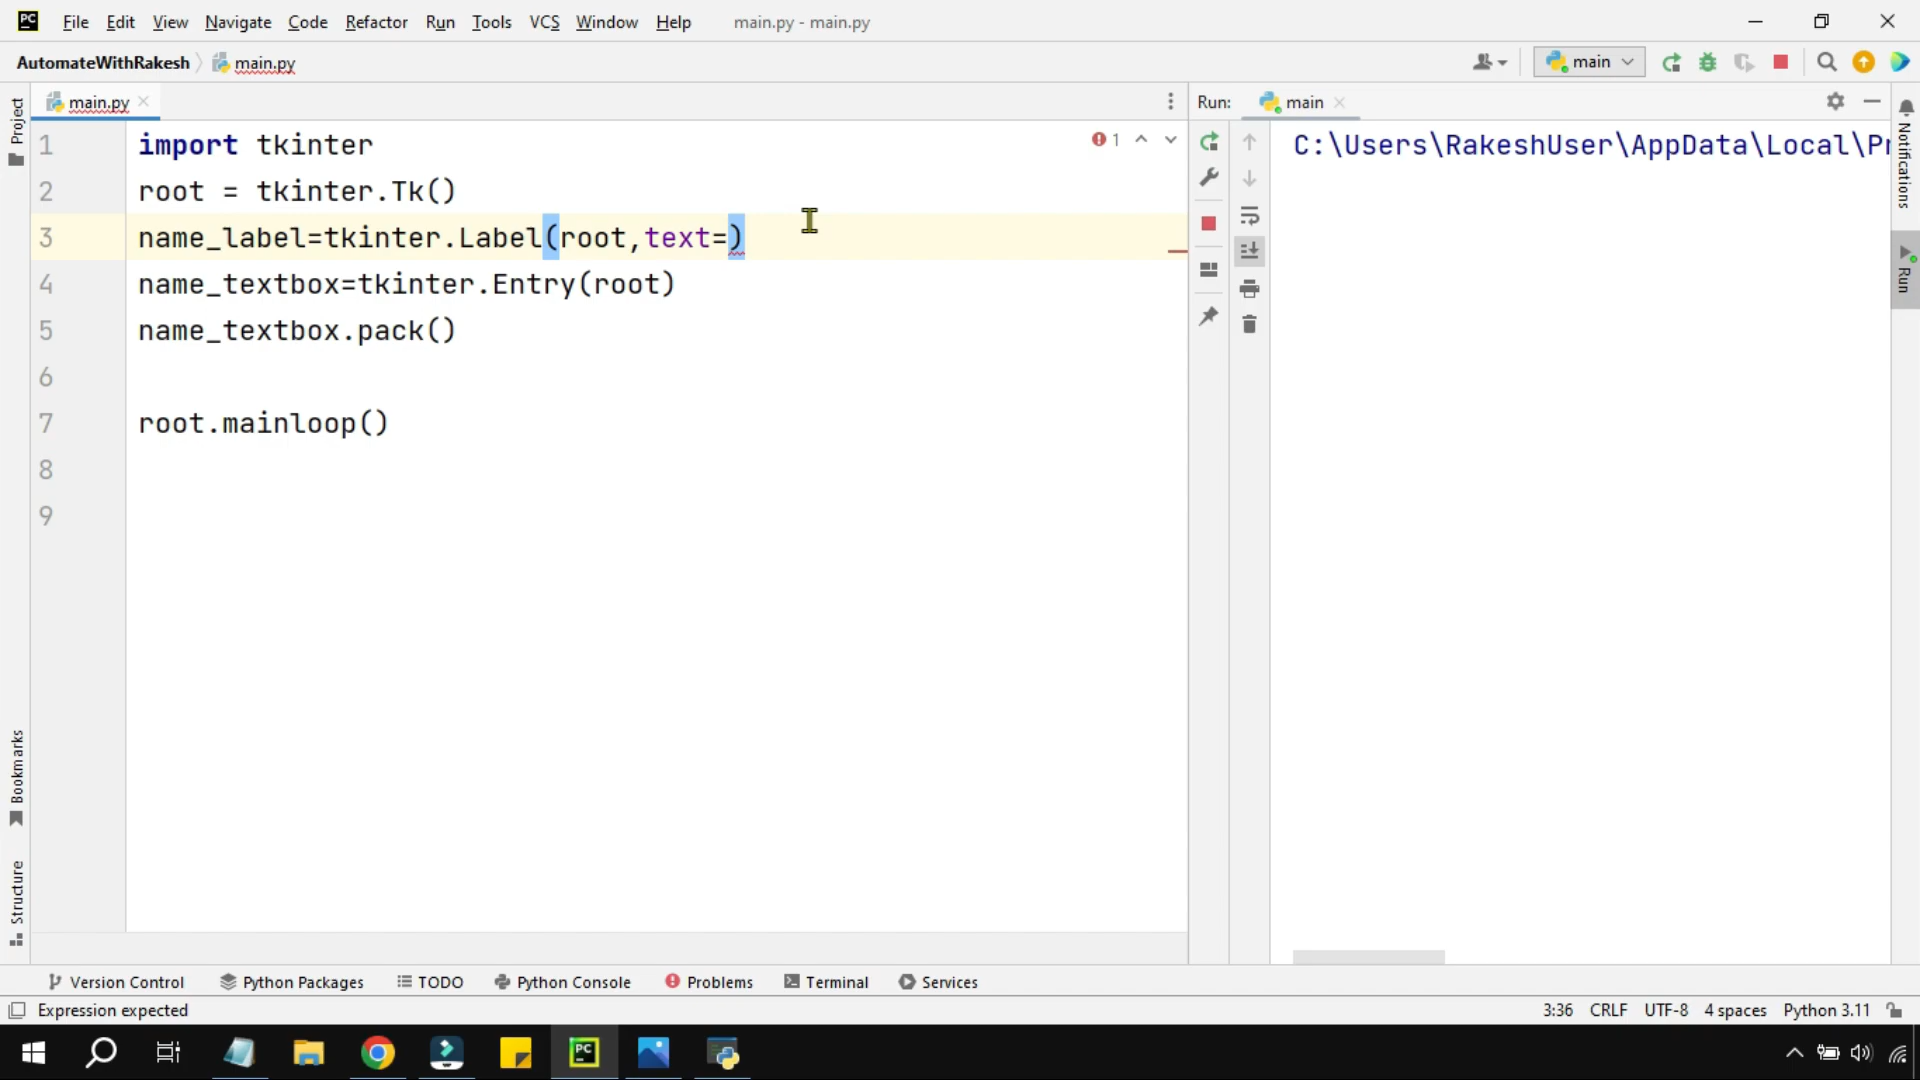 PC File Edit View Navigate Code Refactor Run Tools VCS Window Help main.py - main.py
AutomateWithRakesh main.py main
main.py Run: main
1 import tkinter
2 root = tkinter.Tk()
3 name_label=tkinter.Label(root,text=)
4 name_textbox=tkinter.Entry(root)
5 name_textbox.pack()
6
7 root.mainloop()
8
9
1
C:\Users\RakeshUser\AppData\Local\Pr
Project
Bookmarks
Structure
Notifications
Run
Version Control Python Packages TODO Python Console Problems Terminal Services
Expression expected 3:36 CRLF UTF-8 4 spaces Python 3.11
PC